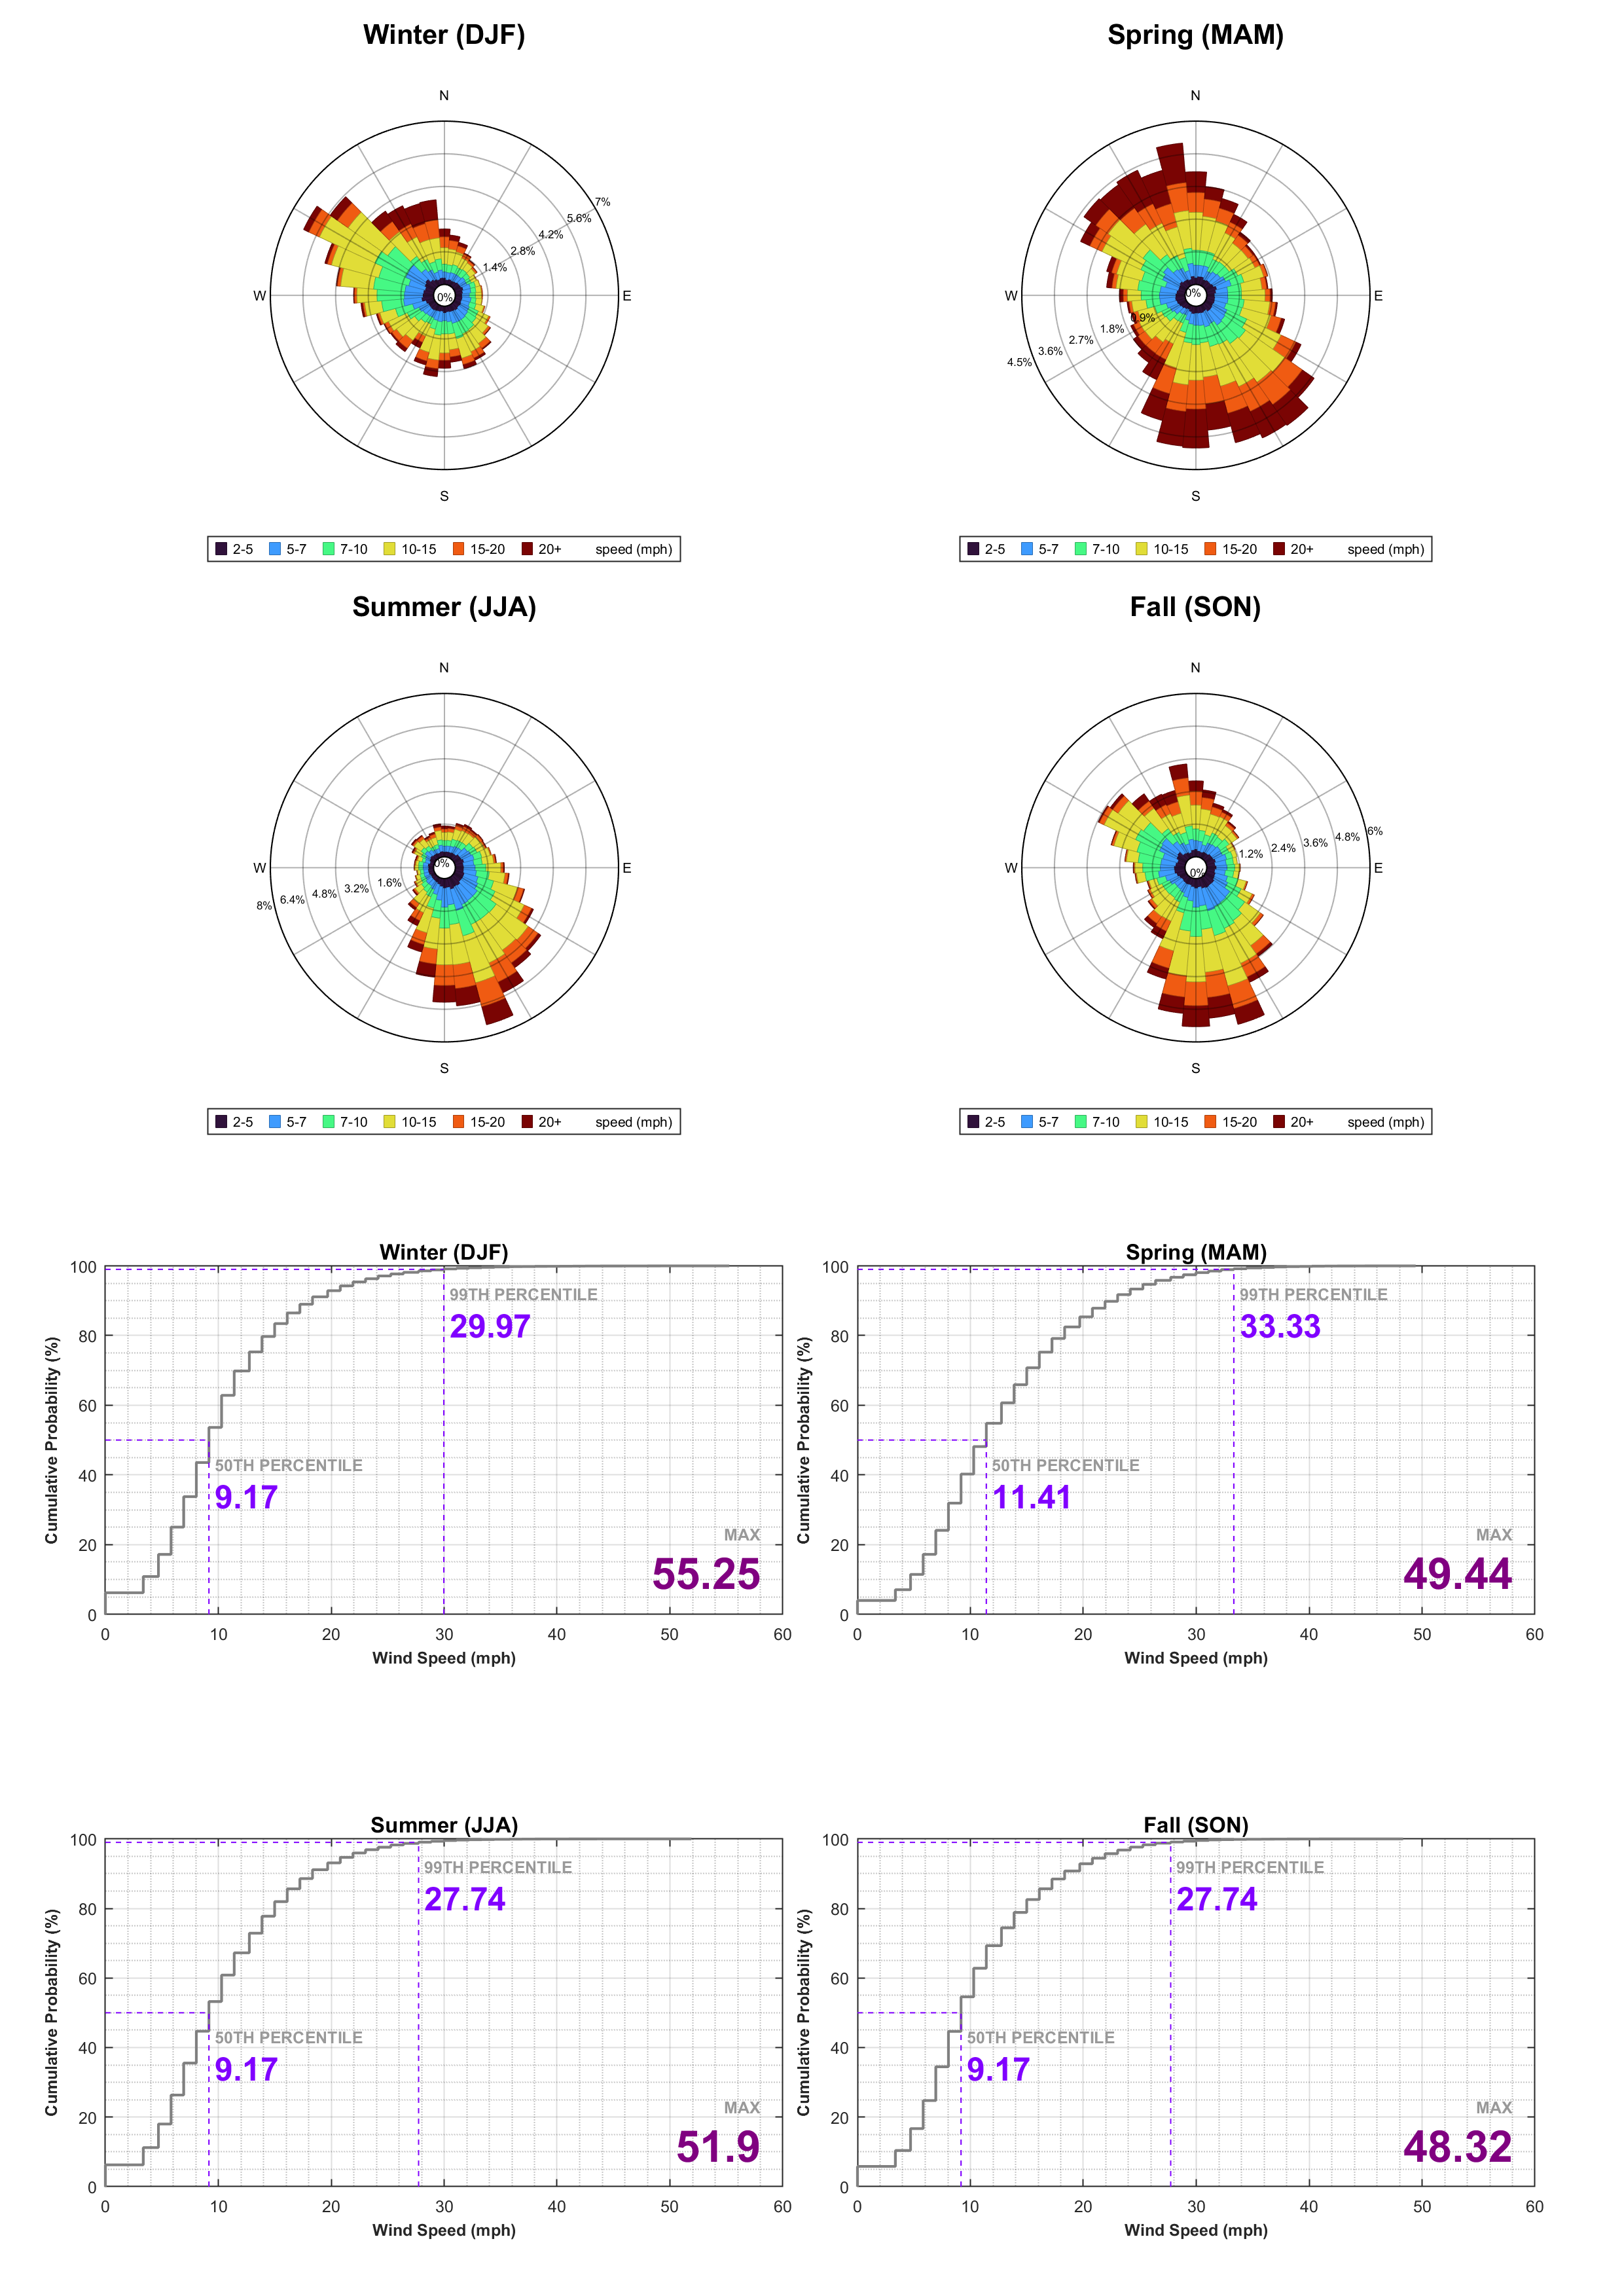 Winter (DJF)
N
7%
5.6%
4.2%
2.8%
1.4%
0%
W
E
S
2-5 5-7 7-10 10-15 15-20 20+ speed (mph)
Spring (MAM)
N
0%
0.9%
1.8%
2.7%
3.6%
4.5%
W
E
S
2-5 5-7 7-10 10-15 15-20 20+ speed (mph)
Summer (JJA)
N
0%
1.6%
3.2%
4.8%
6.4%
8%
W
E
S
2-5 5-7 7-10 10-15 15-20 20+ speed (mph)
Fall (SON)
N
6%
4.8%
3.6%
2.4%
1.2%
0%
W
E
S
2-5 5-7 7-10 10-15 15-20 20+ speed (mph)
Winter (DJF)
Cumulative Probability (%)
100
80
60
40
20
0
99TH PERCENTILE
29.97
50TH PERCENTILE
9.17
MAX
55.25
0 10 20 30 40 50 60
Wind Speed (mph)
Spring (MAM)
Cumulative Probability (%)
100
80
60
40
20
0
99TH PERCENTILE
33.33
50TH PERCENTILE
11.41
MAX
49.44
0 10 20 30 40 50 60
Wind Speed (mph)
Summer (JJA)
Cumulative Probability (%)
100
80
60
40
20
0
99TH PERCENTILE
27.74
50TH PERCENTILE
9.17
MAX
51.9
0 10 20 30 40 50 60
Wind Speed (mph)
Fall (SON)
Cumulative Probability (%)
100
80
60
40
20
0
99TH PERCENTILE
27.74
50TH PERCENTILE
9.17
MAX
48.32
0 10 20 30 40 50 60
Wind Speed (mph)